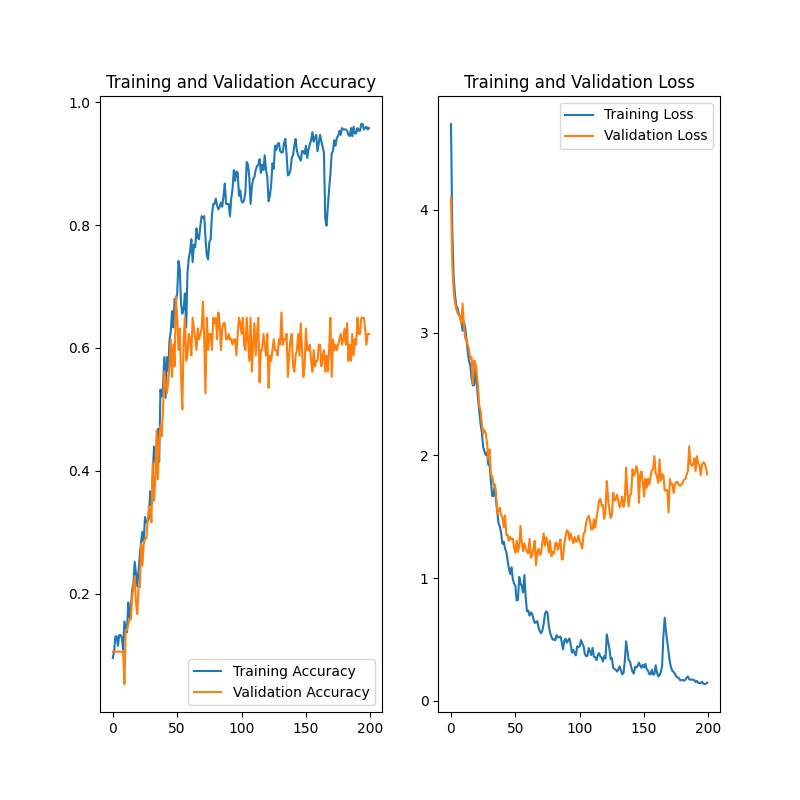 Training and Validation Accuracy
1.0
0.8
0.6
0.4
0.2
Training Accuracy
Validation Accuracy
0 50 100 150 200
Training and Validation Loss
Training Loss
Validation Loss
4
3
2
1
0
0 50 100 150 200